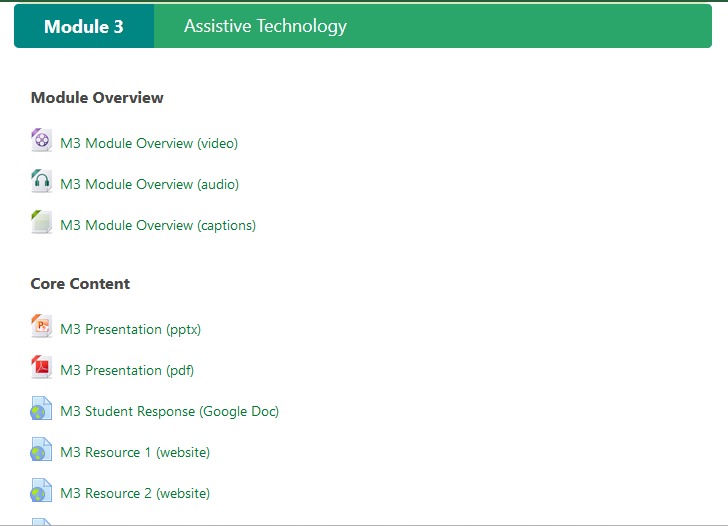 Module 3 Assistive Technology
Module Overview
M3 Module Overview (video)
M3 Module Overview (audio)
M3 Module Overview (captions)
Core Content
M3 Presentation (pptx)
M3 Presentation (pdf)
M3 Student Response (Google Doc)
M3 Resource 1 (website)
M3 Resource 2 (website)